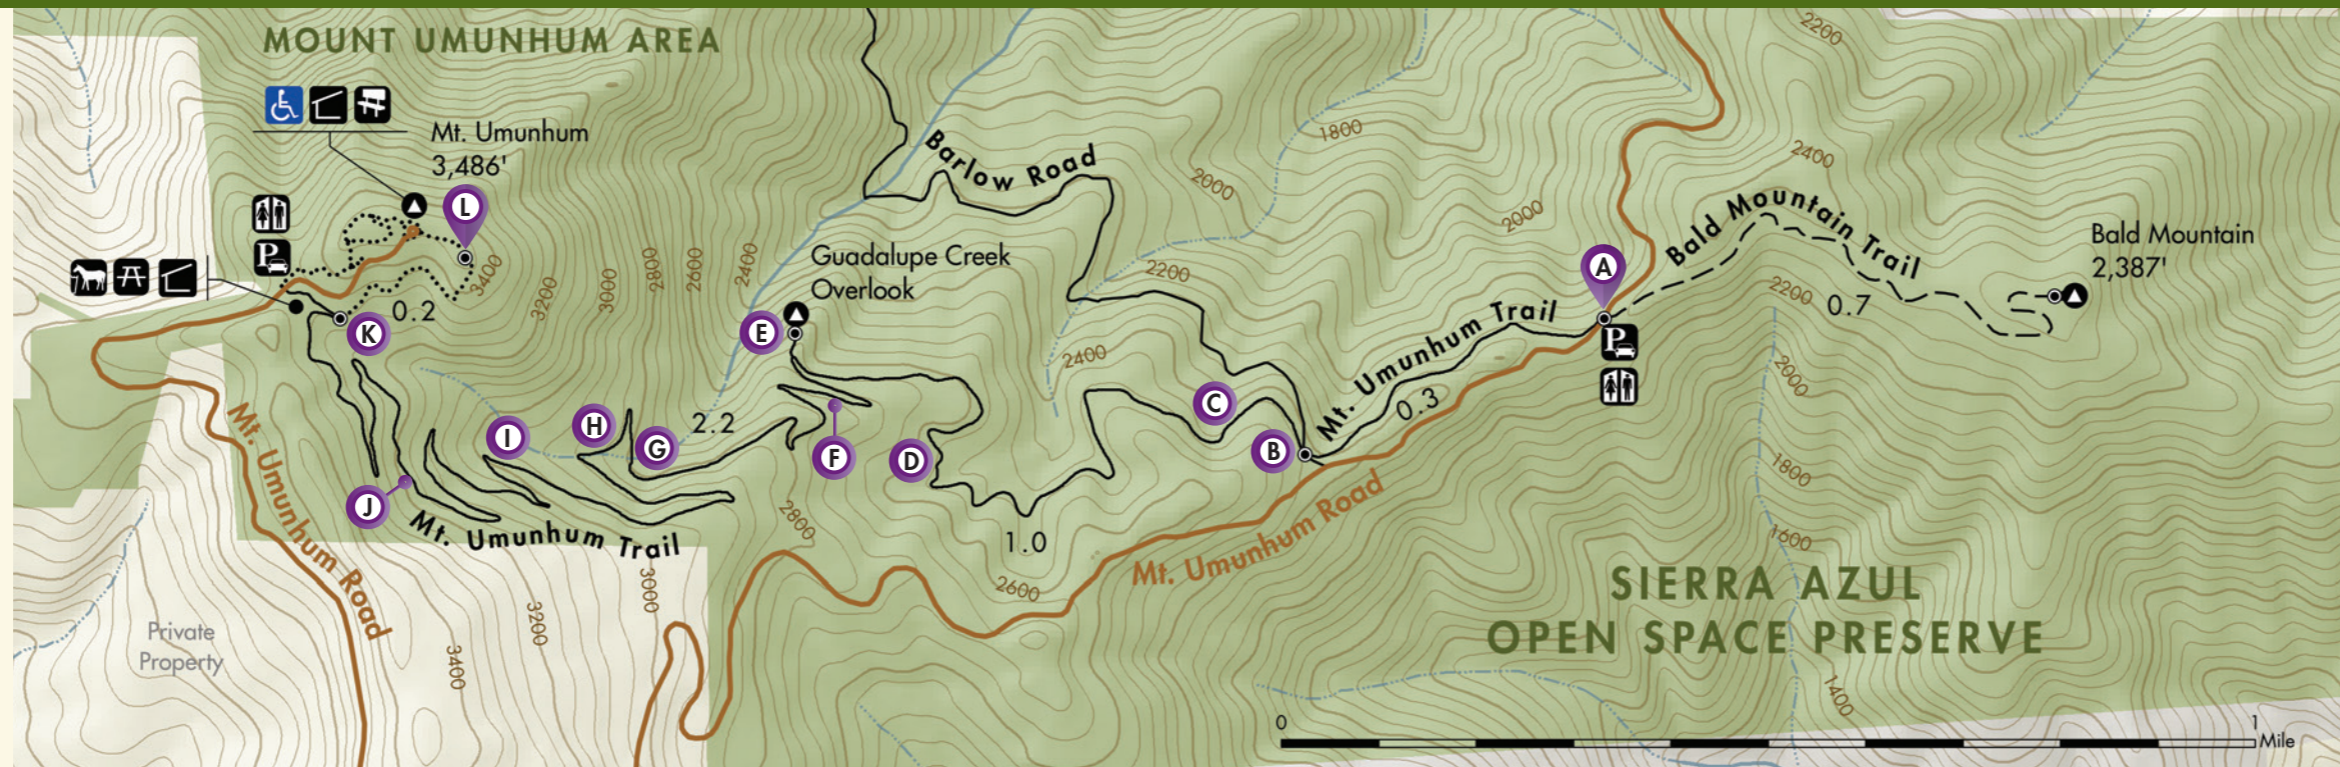 MOUNT UMUNHUM AREA
Mt. Umunhum
3,486'
L
P
K
0.2
3400
3200
3000
2800
2600
2400
Guadalupe Creek
Overlook
E
Barlow Road
1800
2000
2200
2400
2000
2200
2400
A
P
Bald Mountain Trail
Bald Mountain
2,387'
2200
0.7
2000
1800
1600
1400
Mt. Umunhum Trail
0.3
C
B
D
F
2.2
G
H
I
J
Mt. Umunhum Trail
Mt. Umunhum Road
2800
1.0
2600
Mt. Umunhum Road
3000
3200
3400
Private
Property
SIERRA AZUL
OPEN SPACE PRESERVE
0
1
Mile